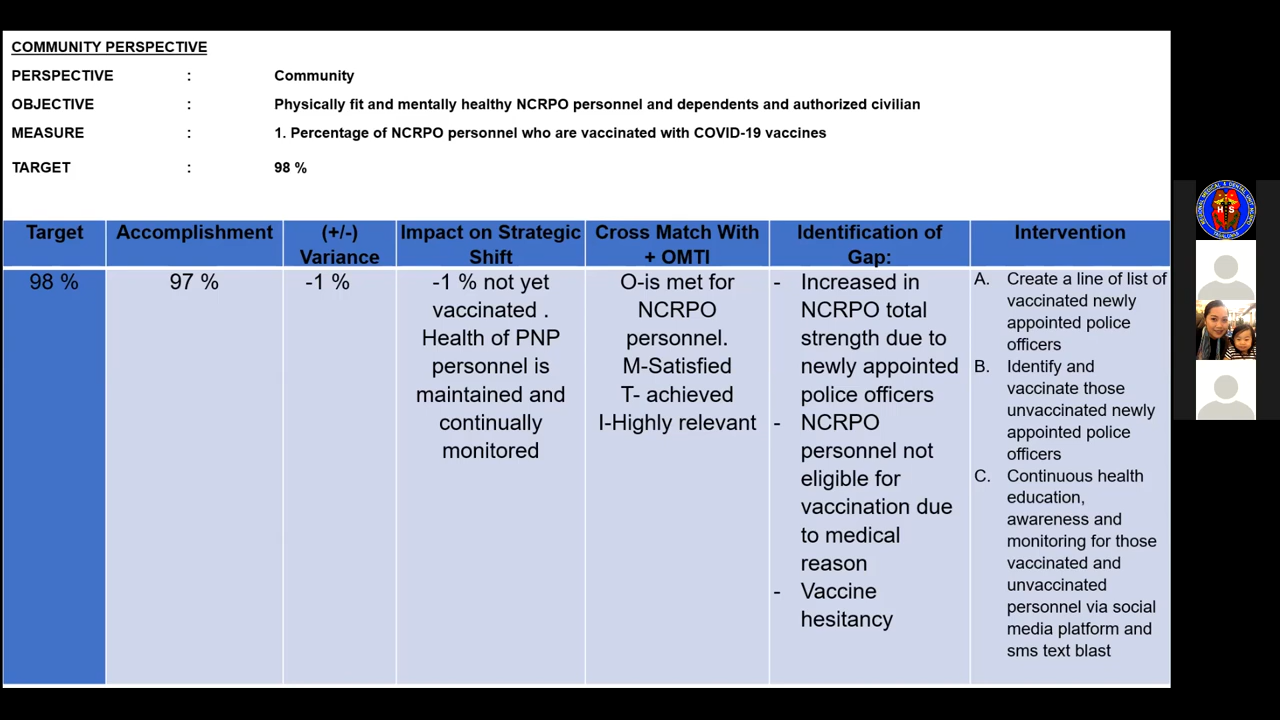 COMMUNITY PERSPECTIVE
PERSPECTIVE : Community
OBJECTIVE : Physically fit and mentally healthy NCRPO personnel and dependents and authorized civilian
MEASURE : 1. Percentage of NCRPO personnel who are vaccinated with COVID-19 vaccines
TARGET : 98 %
Target
Accomplishment
(+/-)
Variance
Impact on Strategic
Shift
Cross Match With
+ OMTI
Identification of
Gap:
Intervention
98 %
97 %
-1 %
-1 % not yet
vaccinated .
Health of PNP
personnel is
maintained and
continually
monitored
O-is met for
NCRPO
personnel.
M-Satisfied
T- achieved
I-Highly relevant
- Increased in
NCRPO total
strength due to
newly appointed
police officers
- NCRPO
personnel not
eligible for
vaccination due
to medical
reason
- Vaccine
hesitancy
A. Create a line of list of
vaccinated newly
appointed police
officers
B. Identify and
vaccinate those
unvaccinated newly
appointed police
officers
C. Continuous health
education,
awareness and
monitoring for those
vaccinated and
unvaccinated
personnel via social
media platform and
sms text blast